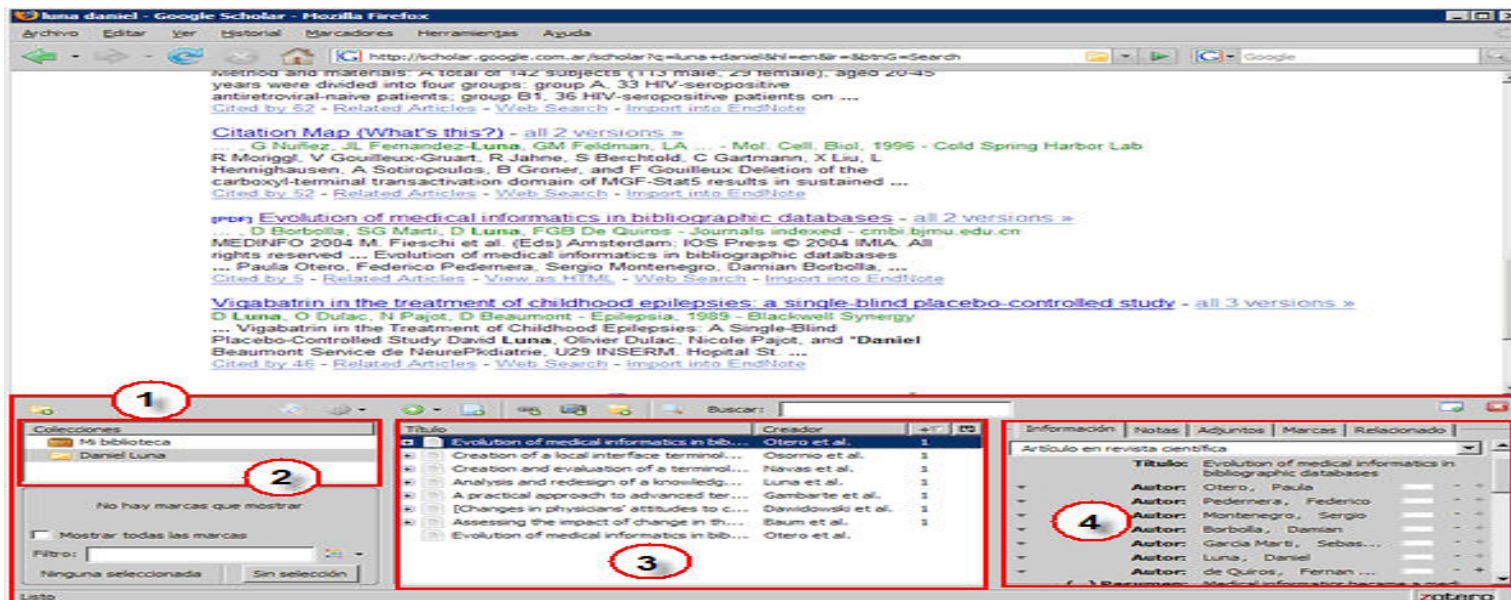 luna daniel - Google Scholar - Mozilla Firefox
Archivo Editar Ver Historial Marcadores Herramientas Ayuda
http://scholar.google.com.ar/scholar?q=luna+daniel&hl=en&lr=&btnG=Search Google
Method and materials: A total of 142 subjects (113 male, 29 female), aged 20-45
years were divided into four groups: group A, 33 HIV-seropositive
antiretroviral-naive patients; group B1, 36 HIV-seropositive patients on ...
Cited by 62 - Related Articles - Web Search - Import into EndNote
Citation Map (What's this?) - all 2 versions »
... , G Nuñez, JL Fernandez-Luna, GM Feldman, LA ... - Mol. Cell. Biol, 1996 - Cold Spring Harbor Lab
R Moriggl, V Gouilleux-Gruart, R Jahne, S Berchtold, C Gartmann, X Liu, L
Hennighausen, A Sotiropoulos, B Groner, and F Gouilleux Deletion of the
carboxyl-terminal transactivation domain of MGF-Stat5 results in sustained ...
Cited by 52 - Related Articles - Web Search - Import into EndNote
[PDF] Evolution of medical informatics in bibliographic databases - all 2 versions »
... , D Borbolla, SG Marti, D Luna, FGB De Quiros - Journals indexed - cmbi.bjmu.edu.cn
MEDINFO 2004 M. Fieschi et al. (Eds) Amsterdam: IOS Press © 2004 IMIA. All
rights reserved ... Evolution of medical informatics in bibliographic databases
... Paula Otero, Federico Pedernera, Sergio Montenegro, Damian Borbolla, ...
Cited by 5 - Related Articles - View as HTML - Web Search - Import into EndNote
Vigabatrin in the treatment of childhood epilepsies: a single-blind placebo-controlled study - all 3 versions »
D Luna, O Dulac, N Pajot, D Beaumont - Epilepsia, 1989 - Blackwell Synergy
... Vigabatrin in the Treatment of Childhood Epilepsies: A Single-Blind
Placebo-Controlled Study David Luna, Olivier Dulac, Nicole Pajot, and *Daniel
Beaumont Service de NeurePkdiatrie, U29 INSERM. Hopital St. ...
Cited by 46 - Related Articles - Web Search - Import into EndNote
1
Buscar:
Colecciones
Mi biblioteca
Daniel Luna
2
No hay marcas que mostrar
Mostrar todas las marcas
Filtro:
Ninguna seleccionada Sin selección
Título Creador
Evolution of medical informatics in bib... Otero et al. 1
Creation of a local interface terminol... Osornio et al. 1
Creation and evaluation of a terminol... Navas et al. 1
Analysis and redesign of a knowledg... Luna et al. 1
A practical approach to advanced ter... Gambarte et al. 1
[Changes in physicians' attitudes to c... Dawidowski et al. 1
Assessing the impact of change in th... Baum et al. 1
Evolution of medical informatics in bib... Otero et al.
3
Información Notas Adjuntos Marcas Relacionado
Artículo en revista científica
Título: Evolution of medical informatics in
bibliographic databases
Autor: Otero, Paula
Autor: Pedernera, Federico
Autor: Montenegro, Sergio
Autor: Borbolla, Damian
Autor: Garcia Marti, Sebas...
Autor: Luna, Daniel
Autor: de Quiros, Fernan ...
(...) Resumen: Medical informatics became a medi
4
Listo
zotero